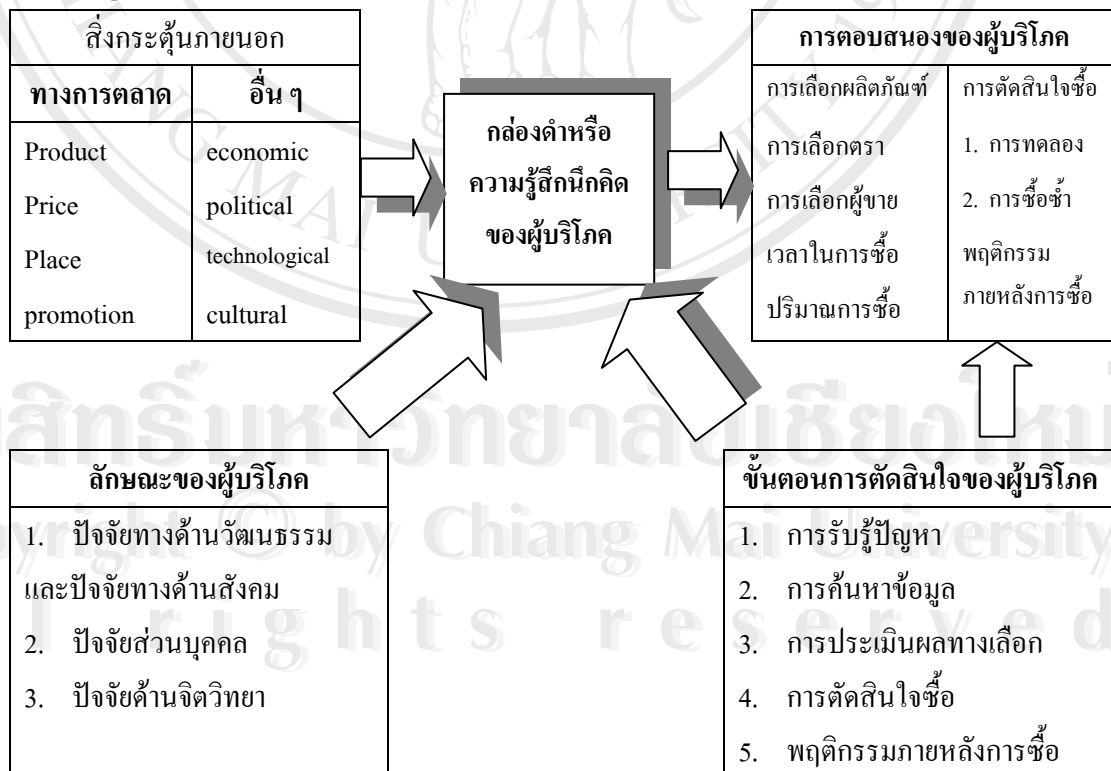 สิ่งกระตุ้นภายนอก
ทางการตลาด อื่น ๆ
Product economic
Price political
Place technological
promotion cultural
กล่องดำหรือ
ความรู้สึกนึกคิด
ของผู้บริโภค
การตอบสนองของผู้บริโภค
การเลือกผลิตภัณฑ์ การตัดสินใจซื้อ
การเลือกตรา 1. การทดลอง
การเลือกผู้ขาย 2. การซื้อซ้ำ
เวลาในการซื้อ พฤติกรรม
ปริมาณการซื้อ ภายหลังการซื้อ
ลักษณะของผู้บริโภค
1. ปัจจัยทางด้านวัฒนธรรม
และปัจจัยทางด้านสังคม
2. ปัจจัยส่วนบุคคล
3. ปัจจัยด้านจิตวิทยา
ขั้นตอนการตัดสินใจของผู้บริโภค
1. การรับรู้ปัญหา
2. การค้นหาข้อมูล
3. การประเมินผลทางเลือก
4. การตัดสินใจซื้อ
5. พฤติกรรมภายหลังการซื้อ
by Chiang Mai University
rights reserved